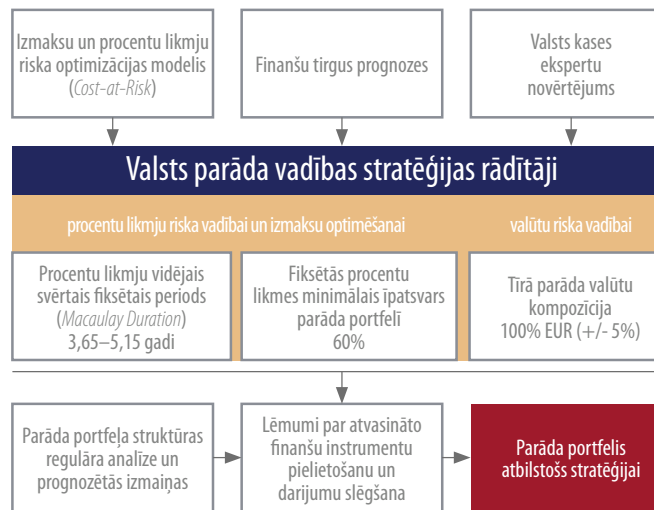 Izmaksu un procentu likmju
riska optimizācijas modelis
(Cost-at-Risk)
Finanšu tirgus prognozes
Valsts kases
ekspertu
novērtējums
Valsts parāda vadības stratēģijas rādītāji
procentu likmju riska vadībai un izmaksu optimēšanai
valūtu riska vadībai
Procentu likmju vidējais
svērtais fiksētais periods
(Macaulay Duration)
3,65–5,15 gadi
Fiksētās procentu
likmes minimālais īpatsvars
parāda portfelī
60%
Tīrā parāda valūtu
kompozīcija
100% EUR (+/- 5%)
Parāda portfeļa struktūras
regulāra analīze un
prognozētās izmaiņas
Lēmumi par atvasināto
finanšu instrumentu
pielietošanu un
darijumu slēgšana
Parāda portfelis
atbilstošs stratēģijai